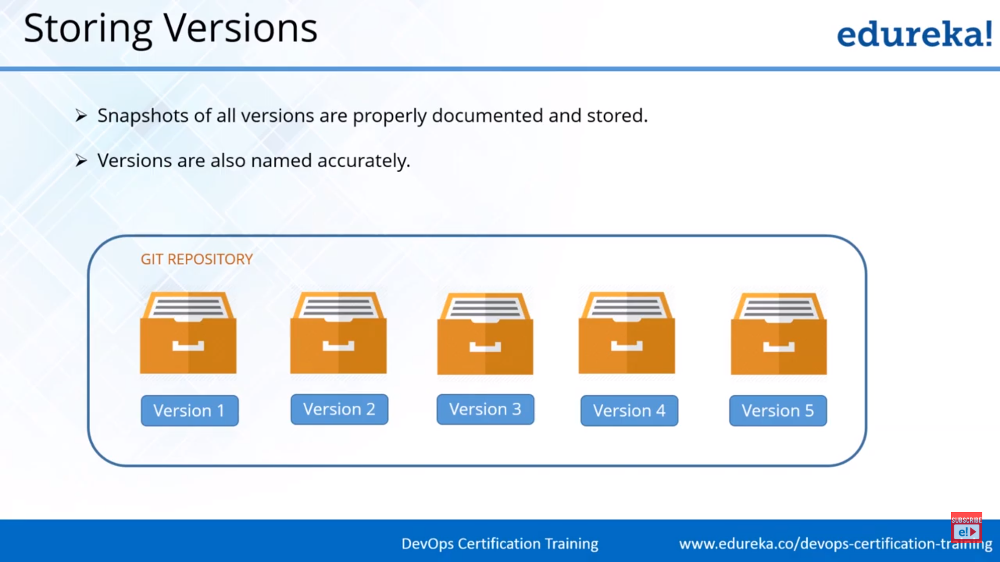 Storing Versions
edureka!
Snapshots of all versions are properly documented and stored.
Versions are also named accurately.
GIT REPOSITORY
Version 1
Version 2
Version 3
Version 4
Version 5
SUBSCRIBE
e!
DevOps Certification Training
www.edureka.co/devops-certification-training